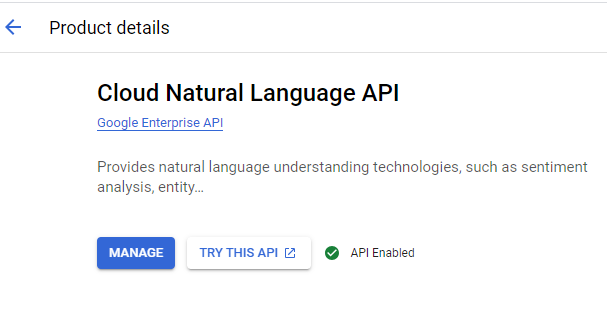 Product details
Cloud Natural Language API
Google Enterprise API
Provides natural language understanding technologies, such as sentiment
analysis, entity...
MANAGE TRY THIS API API Enabled